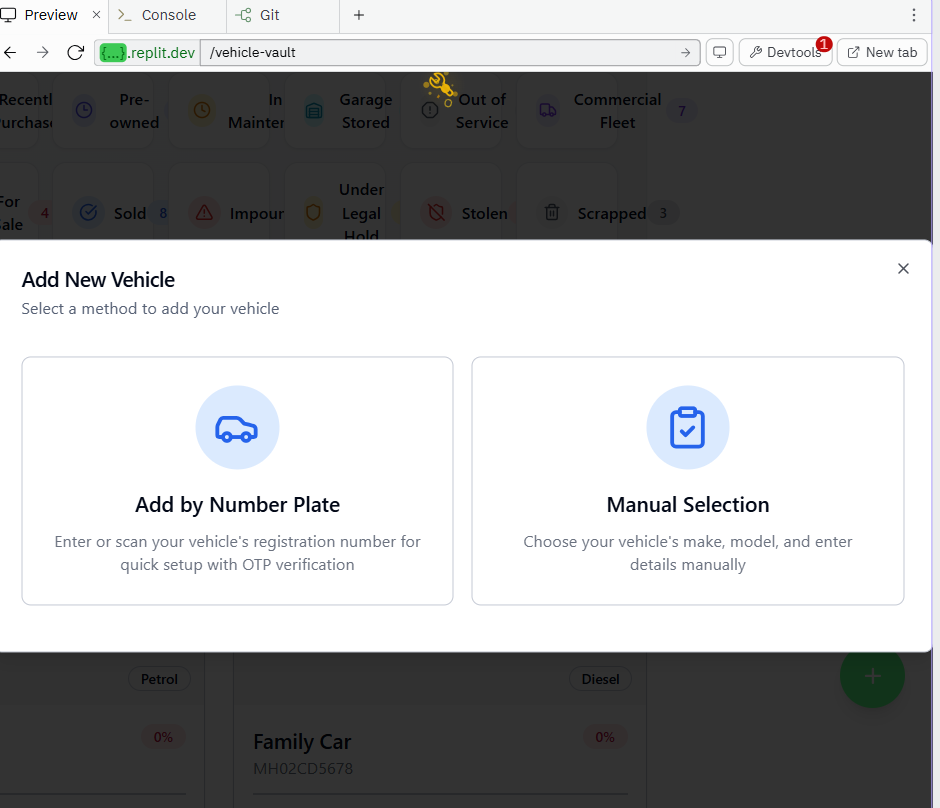 Preview
Console
Git
{...}.replit.dev
/vehicle-vault
Devtools
1
New tab
Recentl
Purchase
Pre-
owned
In
Mainter
Garage
Stored
Out of
Service
Commercial
Fleet
7
For
Sale
4
Sold
8
Impour
Under
Legal
Hold
Stolen
Scrapped
3
Add New Vehicle
Select a method to add your vehicle
Add by Number Plate
Enter or scan your vehicle's registration number for
quick setup with OTP verification
Manual Selection
Choose your vehicle's make, model, and enter
details manually
Petrol
Diesel
0%
Family Car
0%
MH02CD5678